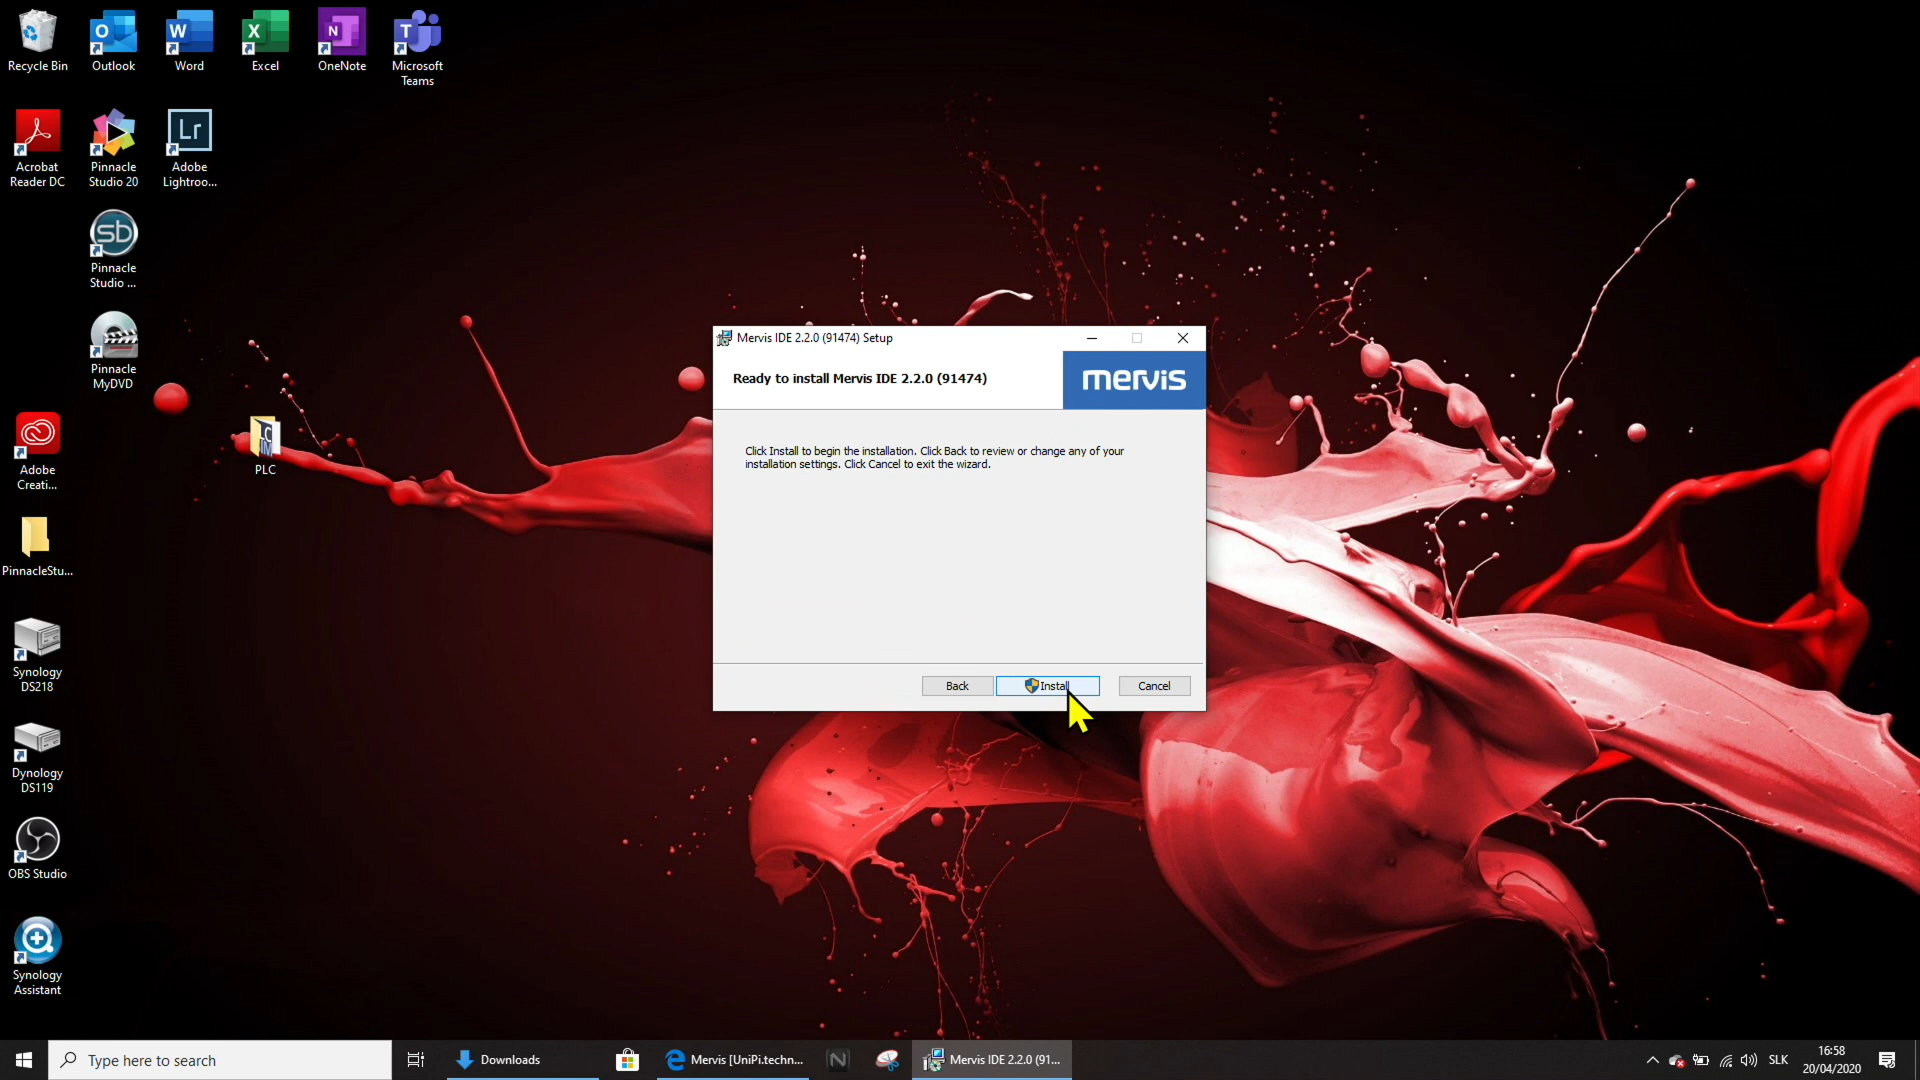 Recycle Bin
Outlook
Word
Excel
OneNote
Microsoft
Teams
Acrobat
Reader DC
Pinnacle
Studio 20
Lr
Adobe
Lightroo...
sb
Pinnacle
Studio ...
Pinnacle
MyDVD
Adobe
Creati...
PLC
PinnacleStu...
Synology
DS218
Dynology
DS119
OBS Studio
Synology
Assistant
Mervis IDE 2.2.0 (91474) Setup
Ready to install Mervis IDE 2.2.0 (91474)
mervis
Click Install to begin the installation. Click Back to review or change any of your
installation settings. Click Cancel to exit the wizard.
Back
Install
Cancel
Type here to search
Downloads
Mervis [UniPi.techn...
N
Mervis IDE 2.2.0 (91...
SLK
16:58
20/04/2020